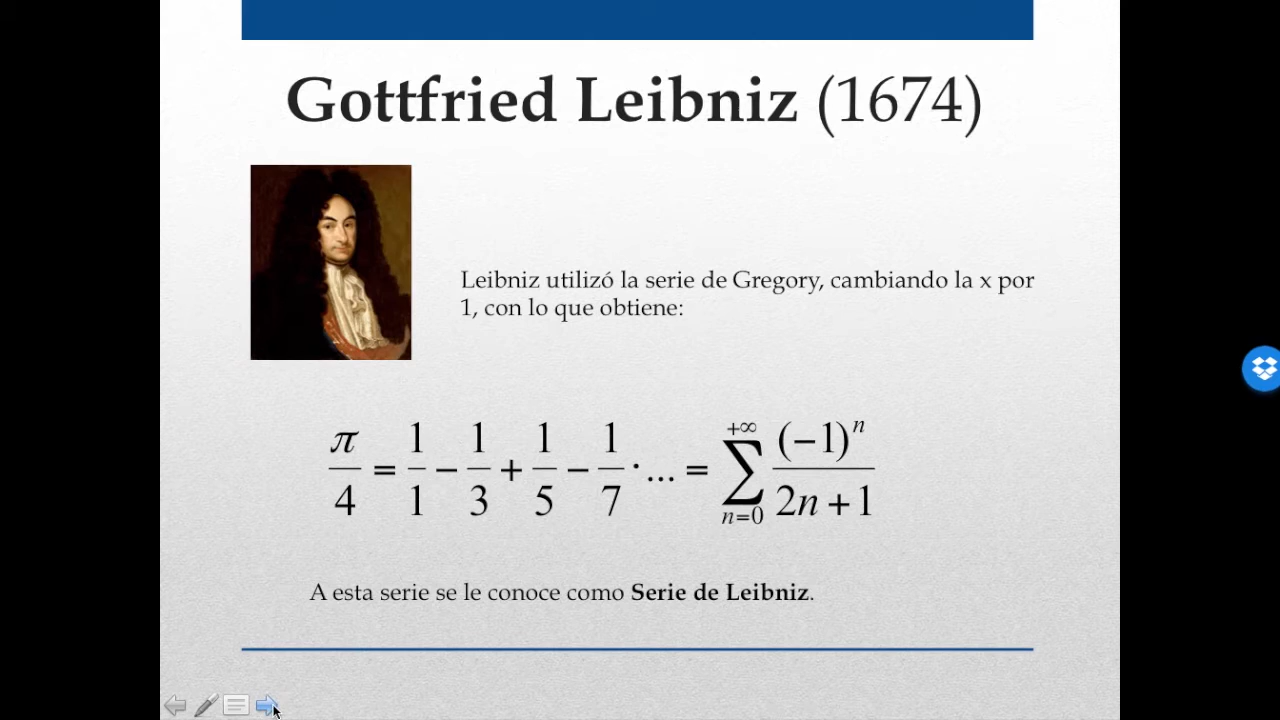 Gottfried Leibniz (1674)
Leibniz utilizó la serie de Gregory, cambiando la x por
1, con lo que obtiene:
π/4 = 1/1 − 1/3 + 1/5 − 1/7 ·... = ∑_{n=0}^{+∞} (−1)^n/(2n+1)
A esta serie se le conoce como Serie de Leibniz.